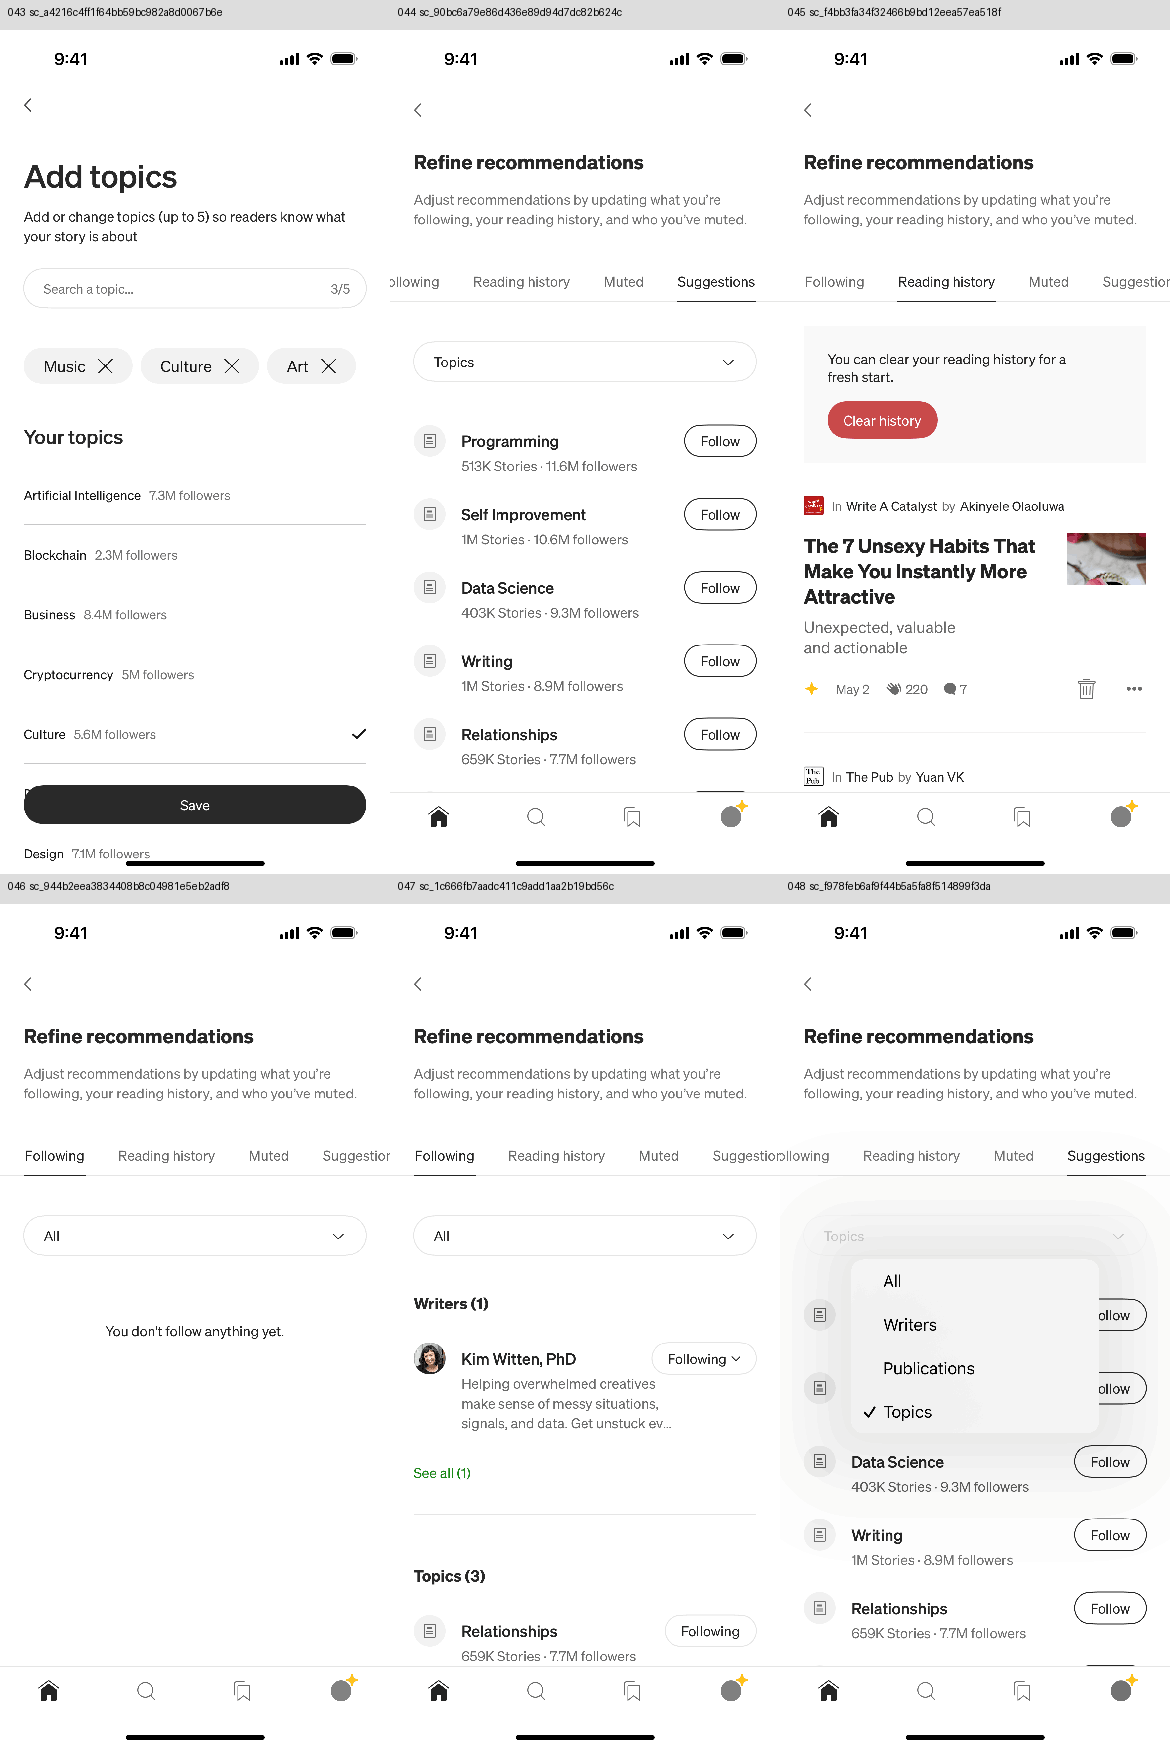 043 sc_a4216c4ff1f64bb59bc982a8d0067b6e
9:41
Add topics
Add or change topics (up to 5) so readers know what
your story is about
Search a topic...
3/5
Music
Culture
Art
Your topics
Artificial Intelligence 7.3M followers
Blockchain 2.3M followers
Business 8.4M followers
Cryptocurrency 5M followers
Culture 5.6M followers
Save
Design 7.1M followers
044 sc_90bc6a79e86d436e89d94d7dc82b624c
9:41
Refine recommendations
Adjust recommendations by updating what you're
following, your reading history, and who you've muted.
ollowing Reading history Muted Suggestions
Topics
Programming
513K Stories · 11.6M followers
Follow
Self Improvement
1M Stories · 10.6M followers
Follow
Data Science
403K Stories · 9.3M followers
Follow
Writing
1M Stories · 8.9M followers
Follow
Relationships
659K Stories · 7.7M followers
Follow
045 sc_f4bb3fa34f32466b9bd12eea57ea518f
9:41
Refine recommendations
Adjust recommendations by updating what you're
following, your reading history, and who you've muted.
Following Reading history Muted Suggestior
You can clear your reading history for a
fresh start.
Clear history
In Write A Catalyst by Akinyele Olaoluwa
The 7 Unsexy Habits That
Make You Instantly More
Attractive
Unexpected, valuable
and actionable
May 2 220 7
The Pub
In The Pub by Yuan VK
046 sc_944b2eea3834408b8c04981e5eb2adf8
9:41
Refine recommendations
Adjust recommendations by updating what you're
following, your reading history, and who you've muted.
Following Reading history Muted Suggestior
All
You don't follow anything yet.
047 sc_1c666fb7aadc411c9add1aa2b19bd56c
9:41
Refine recommendations
Adjust recommendations by updating what you're
following, your reading history, and who you've muted.
Following Reading history Muted Suggestior
All
Writers (1)
Kim Witten, PhD
Following
Helping overwhelmed creatives
make sense of messy situations,
signals, and data. Get unstuck ev...
See all (1)
Topics (3)
Relationships
659K Stories · 7.7M followers
Following
048 sc_f978feb6af9f44b5a5fa8f514899f3da
9:41
Refine recommendations
Adjust recommendations by updating what you're
following, your reading history, and who you've muted.
ollowing Reading history Muted Suggestions
Topics
All
Writers
Publications
Topics
ollow
ollow
Data Science
403K Stories · 9.3M followers
Follow
Writing
1M Stories · 8.9M followers
Follow
Relationships
659K Stories · 7.7M followers
Follow